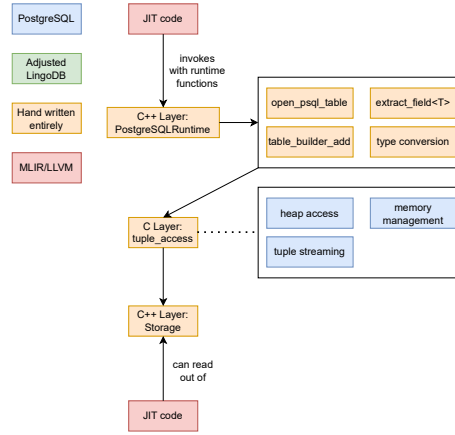 PostgreSQL
Adjusted
LingoDB
Hand written
entirely
MLIR/LLVM
JIT code
invokes
with runtime
functions
C++ Layer:
PostgreSQLRuntime
open_psql_table
extract_field<T>
table_builder_add
type conversion
C Layer:
tuple_access
heap access
memory
management
tuple streaming
C++ Layer:
Storage
can read
out of
JIT code